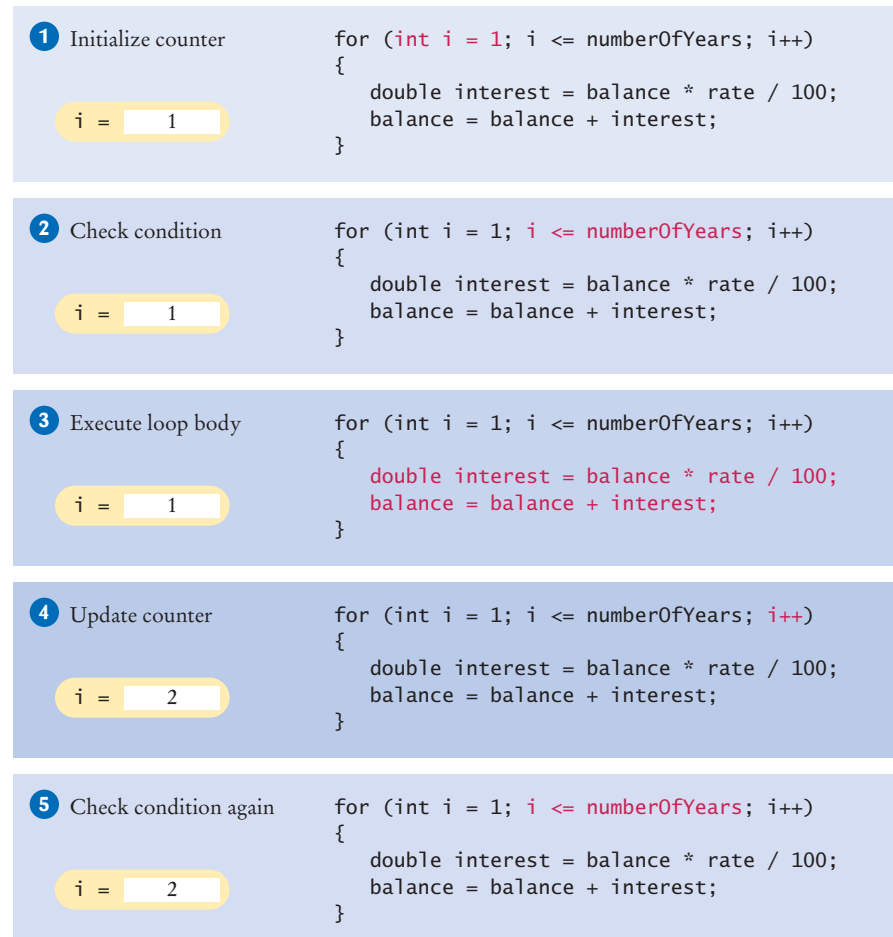 1 Initialize counter
for (int i = 1; i <= numberOfYears; i++)
{
double interest = balance * rate / 100;
i = 1
balance = balance + interest;
}
2 Check condition
for (int i = 1; i <= numberOfYears; i++)
{
double interest = balance * rate / 100;
i = 1
balance = balance + interest;
}
3 Execute loop body
for (int i = 1; i <= numberOfYears; i++)
{
double interest = balance * rate / 100;
i = 1
balance = balance + interest;
}
4 Update counter
for (int i = 1; i <= numberOfYears; i++)
{
double interest = balance * rate / 100;
i = 2
balance = balance + interest;
}
5 Check condition again
for (int i = 1; i <= numberOfYears; i++)
{
double interest = balance * rate / 100;
i = 2
balance = balance + interest;
}